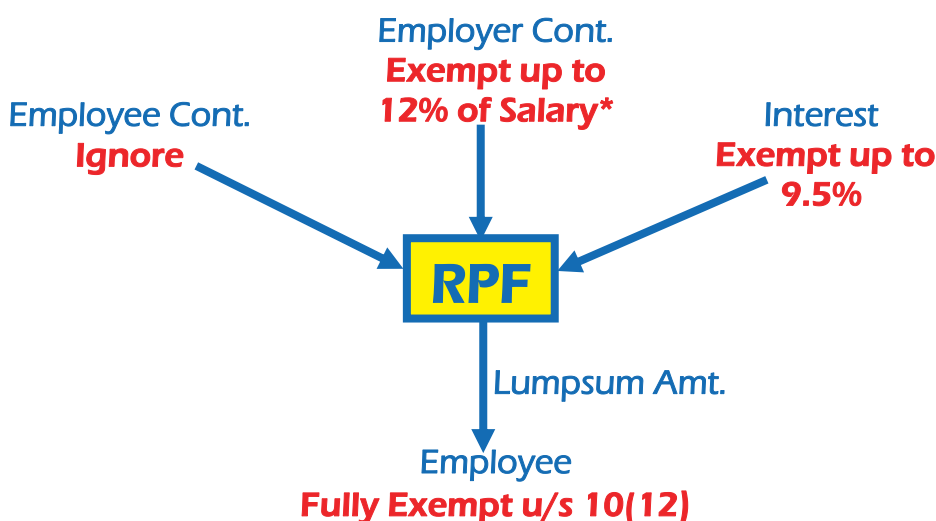 Employer Cont.
Exempt up to
12% of Salary*
Employee Cont.
Ignore
Interest
Exempt up to
9.5%
RPF
Lumpsum Amt.
Employee
Fully Exempt u/s 10(12)